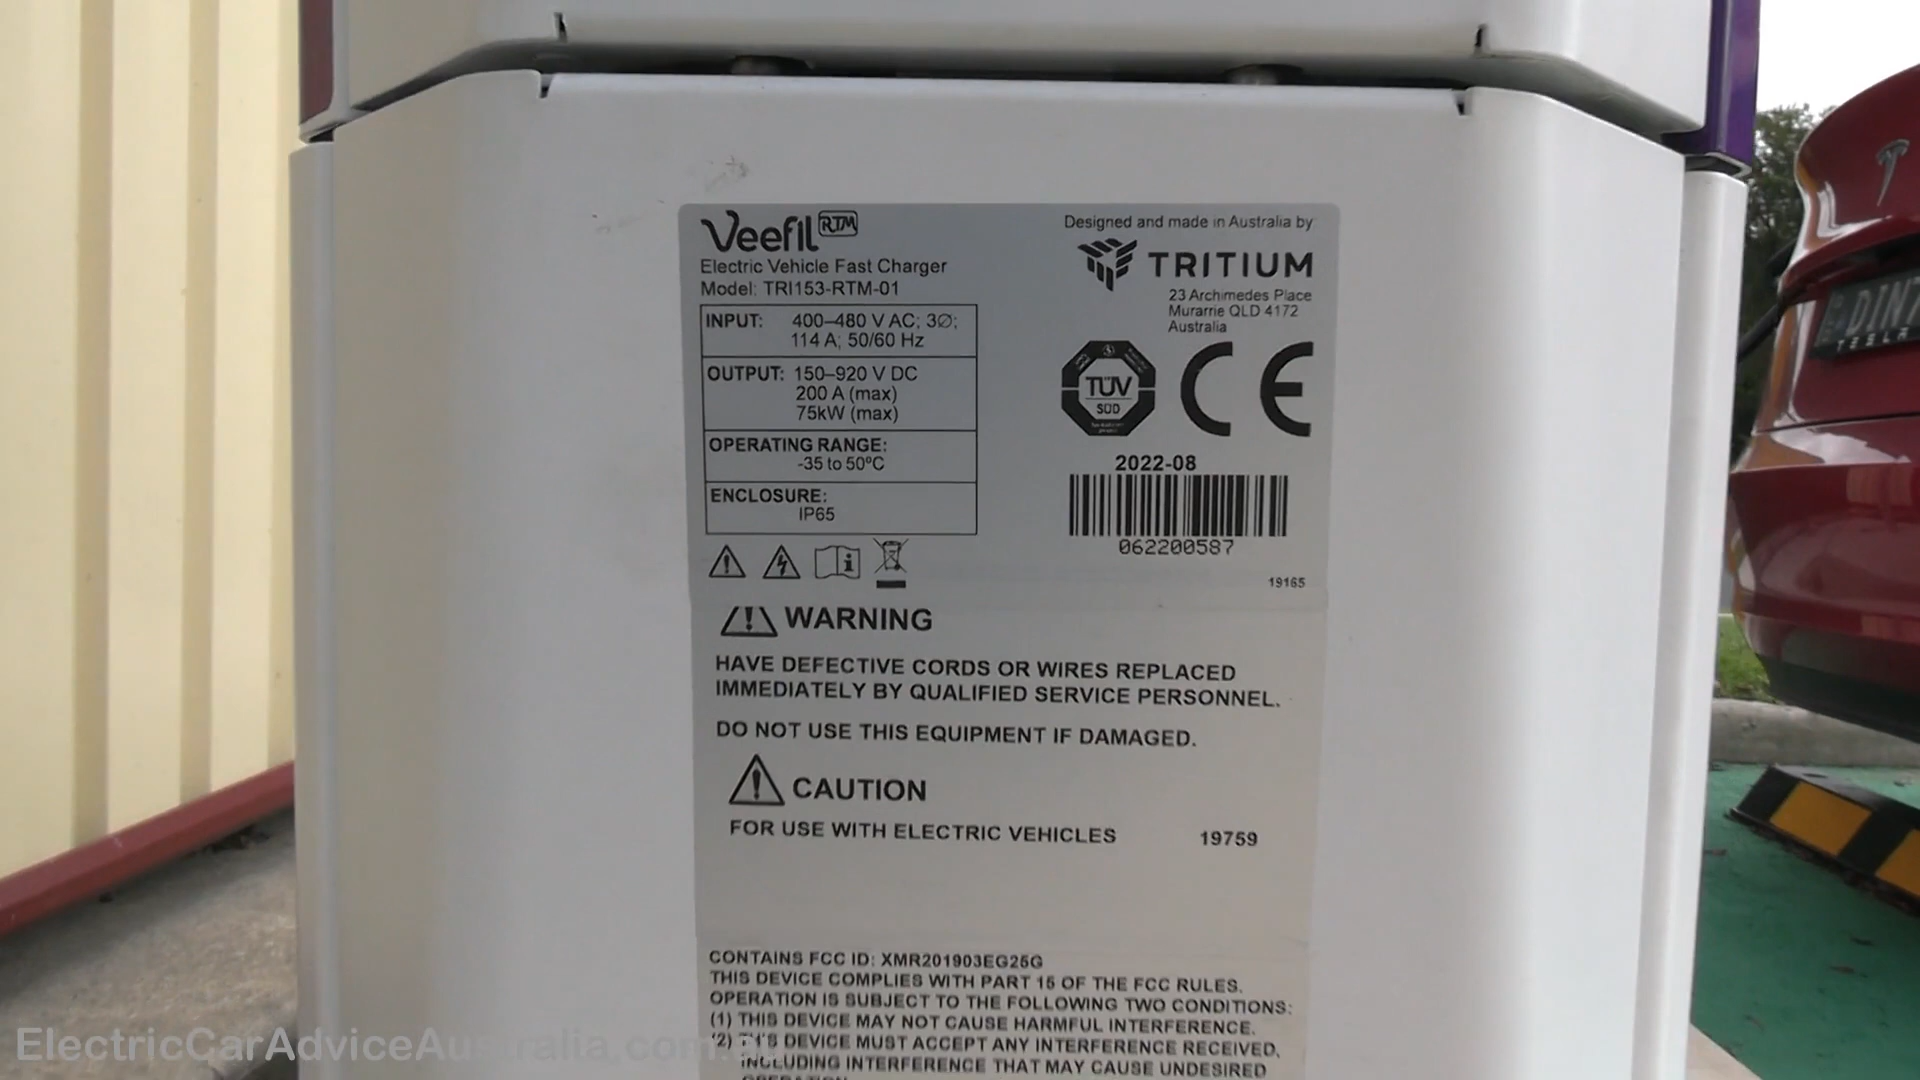 Veefil RTM
Electric Vehicle Fast Charger
Model: TRI153-RTM-01
INPUT: 400–480 V AC; 3∅;
114 A; 50/60 Hz
OUTPUT: 150–920 V DC
200 A (max)
75kW (max)
OPERATING RANGE:
-35 to 50ºC
ENCLOSURE:
IP65
Designed and made in Australia by
TRITIUM
23 Archimedes Place
Murarrie QLD 4172
Australia
TÜV
SÜD
CE
2022-08
062200587
19165
WARNING
HAVE DEFECTIVE CORDS OR WIRES REPLACED
IMMEDIATELY BY QUALIFIED SERVICE PERSONNEL.
DO NOT USE THIS EQUIPMENT IF DAMAGED.
CAUTION
FOR USE WITH ELECTRIC VEHICLES 19759
CONTAINS FCC ID: XMR201903EG25G
THIS DEVICE COMPLIES WITH PART 15 OF THE FCC RULES.
OPERATION IS SUBJECT TO THE FOLLOWING TWO CONDITIONS:
(1) THIS DEVICE MAY NOT CAUSE HARMFUL INTERFERENCE.
(2) THIS DEVICE MUST ACCEPT ANY INTERFERENCE RECEIVED,
INCLUDING INTERFERENCE THAT MAY CAUSE UNDESIRED
OPERATION
ElectricCarAdviceAustralia.com.au
TESLA